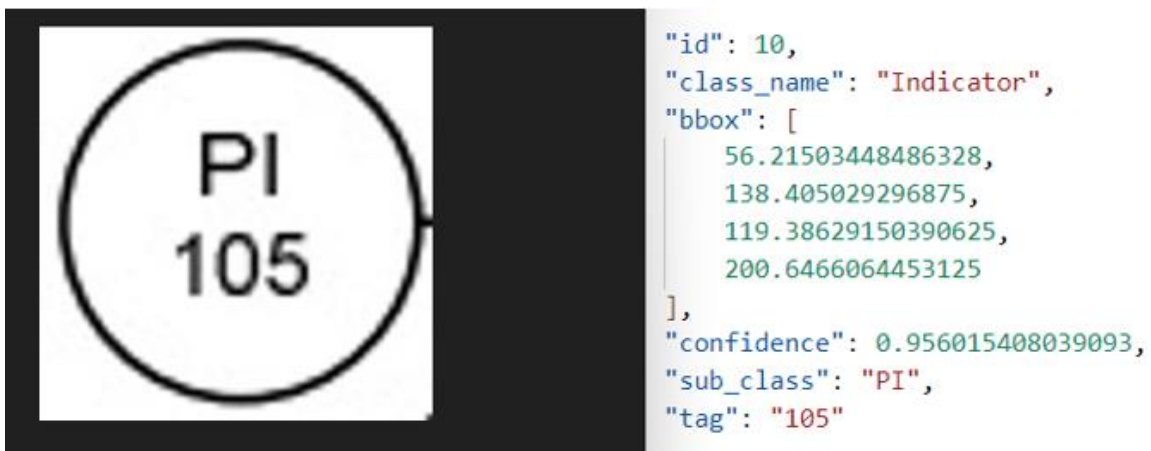 PI
105
"id": 10,
"class_name": "Indicator",
"bbox": [
56.21503448486328,
138.405029296875,
119.38629150390625,
200.6466064453125
],
"confidence": 0.956015408039093,
"sub_class": "PI",
"tag": "105"